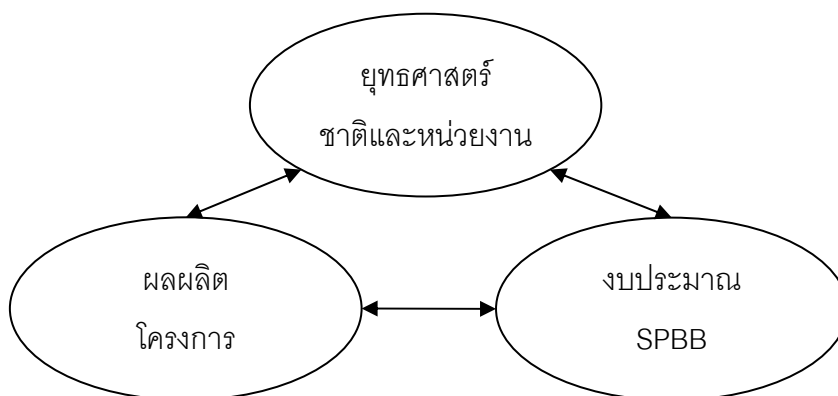 ยุทธศาสตร์
ชาติและหน่วยงาน
ผลผลิต
โครงการ
งบประมาณ
SPBB